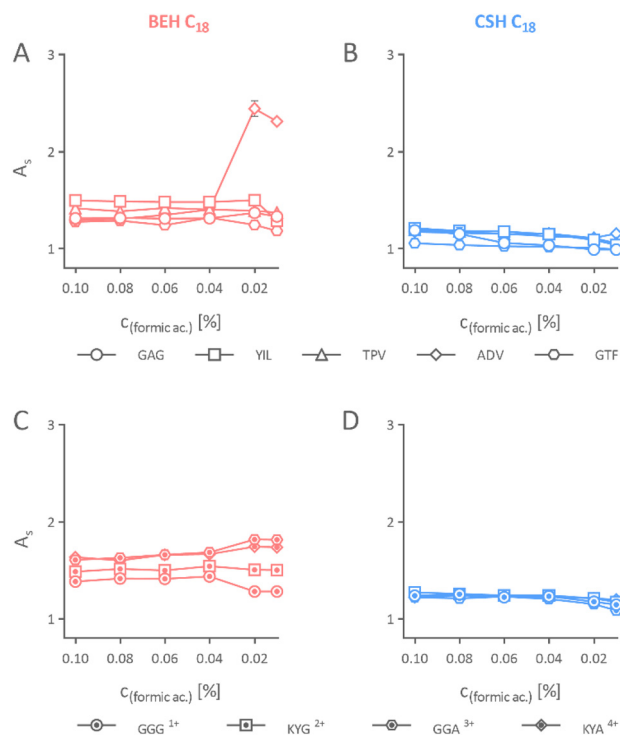 BEH C18 CSH C18
A B
3 3
2 2
As
1 1
0.10 0.08 0.06 0.04 0.02 0.10 0.08 0.06 0.04 0.02
c(formic ac.) [%] c(formic ac.) [%]
GAG YIL TPV ADV GTF
C D
3 3
2 2
As
1 1
0.10 0.08 0.06 0.04 0.02 0.10 0.08 0.06 0.04 0.02
c(formic ac.) [%] c(formic ac.) [%]
GGG 1+ KYG 2+ GGA 3+ KYA 4+